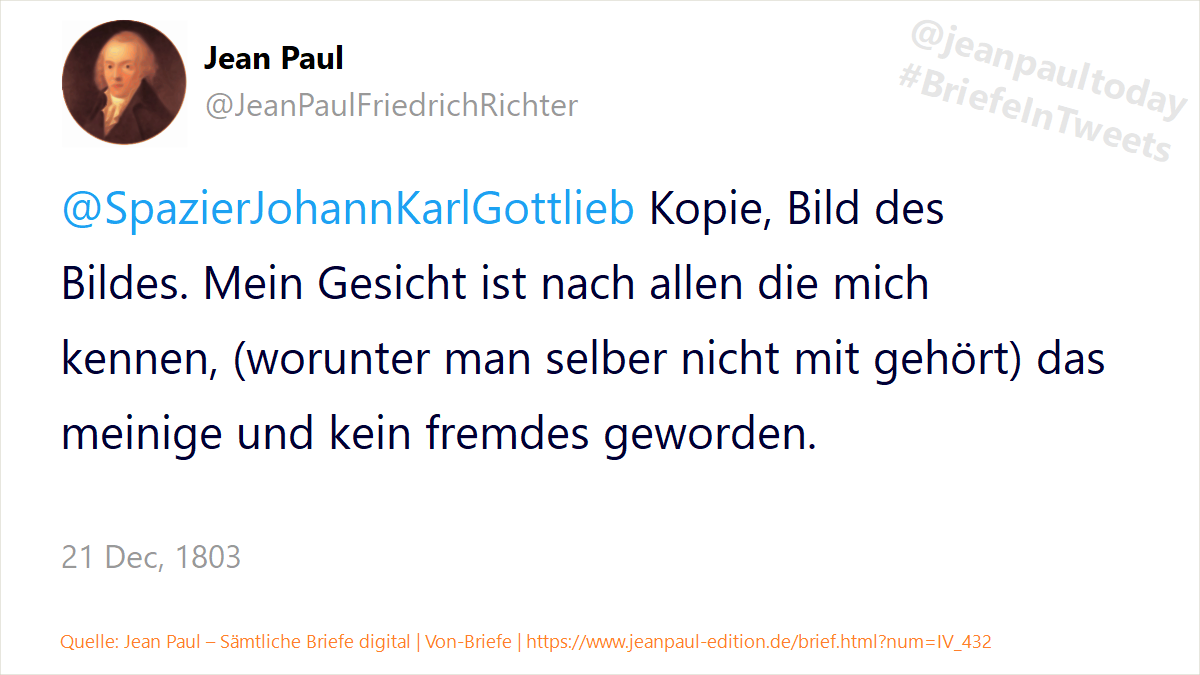 Jean Paul
@JeanPaulFriedrichRichter
@jeanpaultoday
#BriefeInTweets
@SpazierJohannKarlGottlieb Kopie, Bild des
Bildes. Mein Gesicht ist nach allen die mich
kennen, (worunter man selber nicht mit gehört) das
meinige und kein fremdes geworden.
21 Dec, 1803
Quelle: Jean Paul – Sämtliche Briefe digital | Von-Briefe | https://www.jeanpaul-edition.de/brief.html?num=IV_432